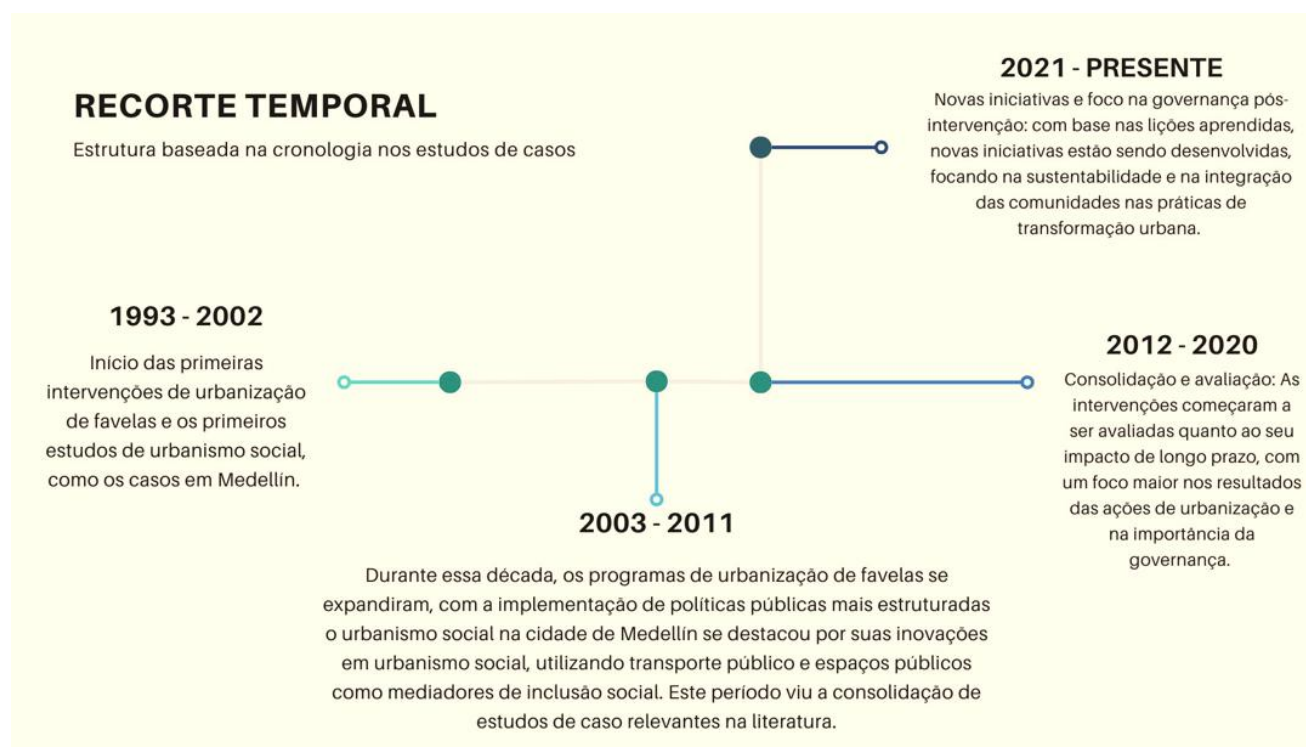 RECORTE TEMPORAL
Estrutura baseada na cronologia nos estudos de casos
2021 - PRESENTE
Novas iniciativas e foco na governança pós-
intervenção: com base nas lições aprendidas,
novas iniciativas estão sendo desenvolvidas,
focando na sustentabilidade e na integração
das comunidades nas práticas de
transformação urbana.
1993 - 2002
Início das primeiras
intervenções de urbanização
de favelas e os primeiros
estudos de urbanismo social,
como os casos em Medellín.
2012 - 2020
Consolidação e avaliação: As
intervenções começaram a
ser avaliadas quanto ao seu
impacto de longo prazo, com
um foco maior nos resultados
das ações de urbanização e
na importância da
governança.
2003 - 2011
Durante essa década, os programas de urbanização de favelas se
expandiram, com a implementação de políticas públicas mais estruturadas
o urbanismo social na cidade de Medellín se destacou por suas inovações
em urbanismo social, utilizando transporte público e espaços públicos
como mediadores de inclusão social. Este período viu a consolidação de
estudos de caso relevantes na literatura.